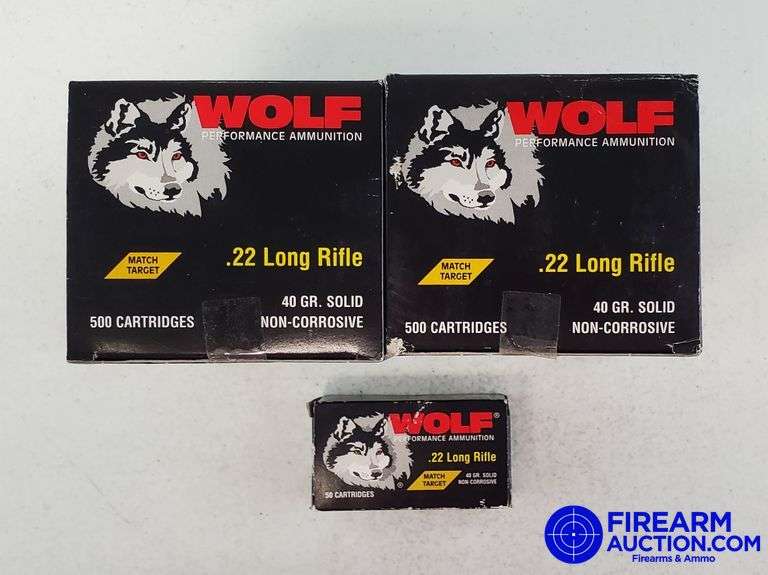 WOLF
PERFORMANCE AMMUNITION
MATCH TARGET
.22 Long Rifle
40 GR. SOLID
500 CARTRIDGES
NON-CORROSIVE
WOLF
PERFORMANCE AMMUNITION
MATCH TARGET
.22 Long Rifle
40 GR. SOLID
500 CARTRIDGES
NON-CORROSIVE
WOLF®
PERFORMANCE AMMUNITION
.22 Long Rifle
MATCH
TARGET
40 GR. SOLID
NON-CORROSIVE
®
50 CARTRIDGES
FIREARM
AUCTION.COM
Firearms & Ammo